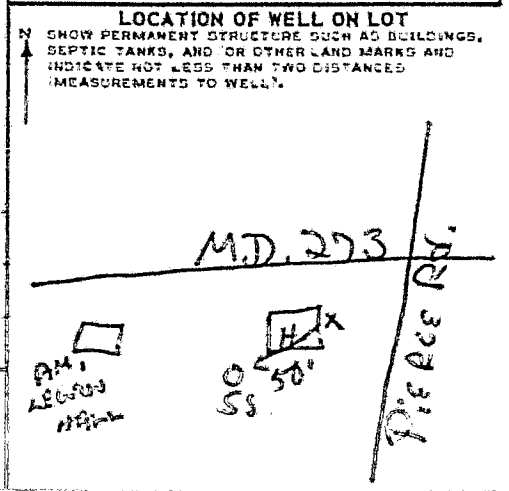 LOCATION OF WELL ON LOT
N
SHOW PERMANENT STRUCTURE SUCH AS BUILDINGS,
SEPTIC TANKS, AND/OR OTHER LAND MARKS AND
INDICATE NOT LESS THAN TWO DISTANCES
(MEASUREMENTS TO WELL).
M.D. 273
PIERCE RD.
H X
50'
SS
AM.
LEGION
HALL